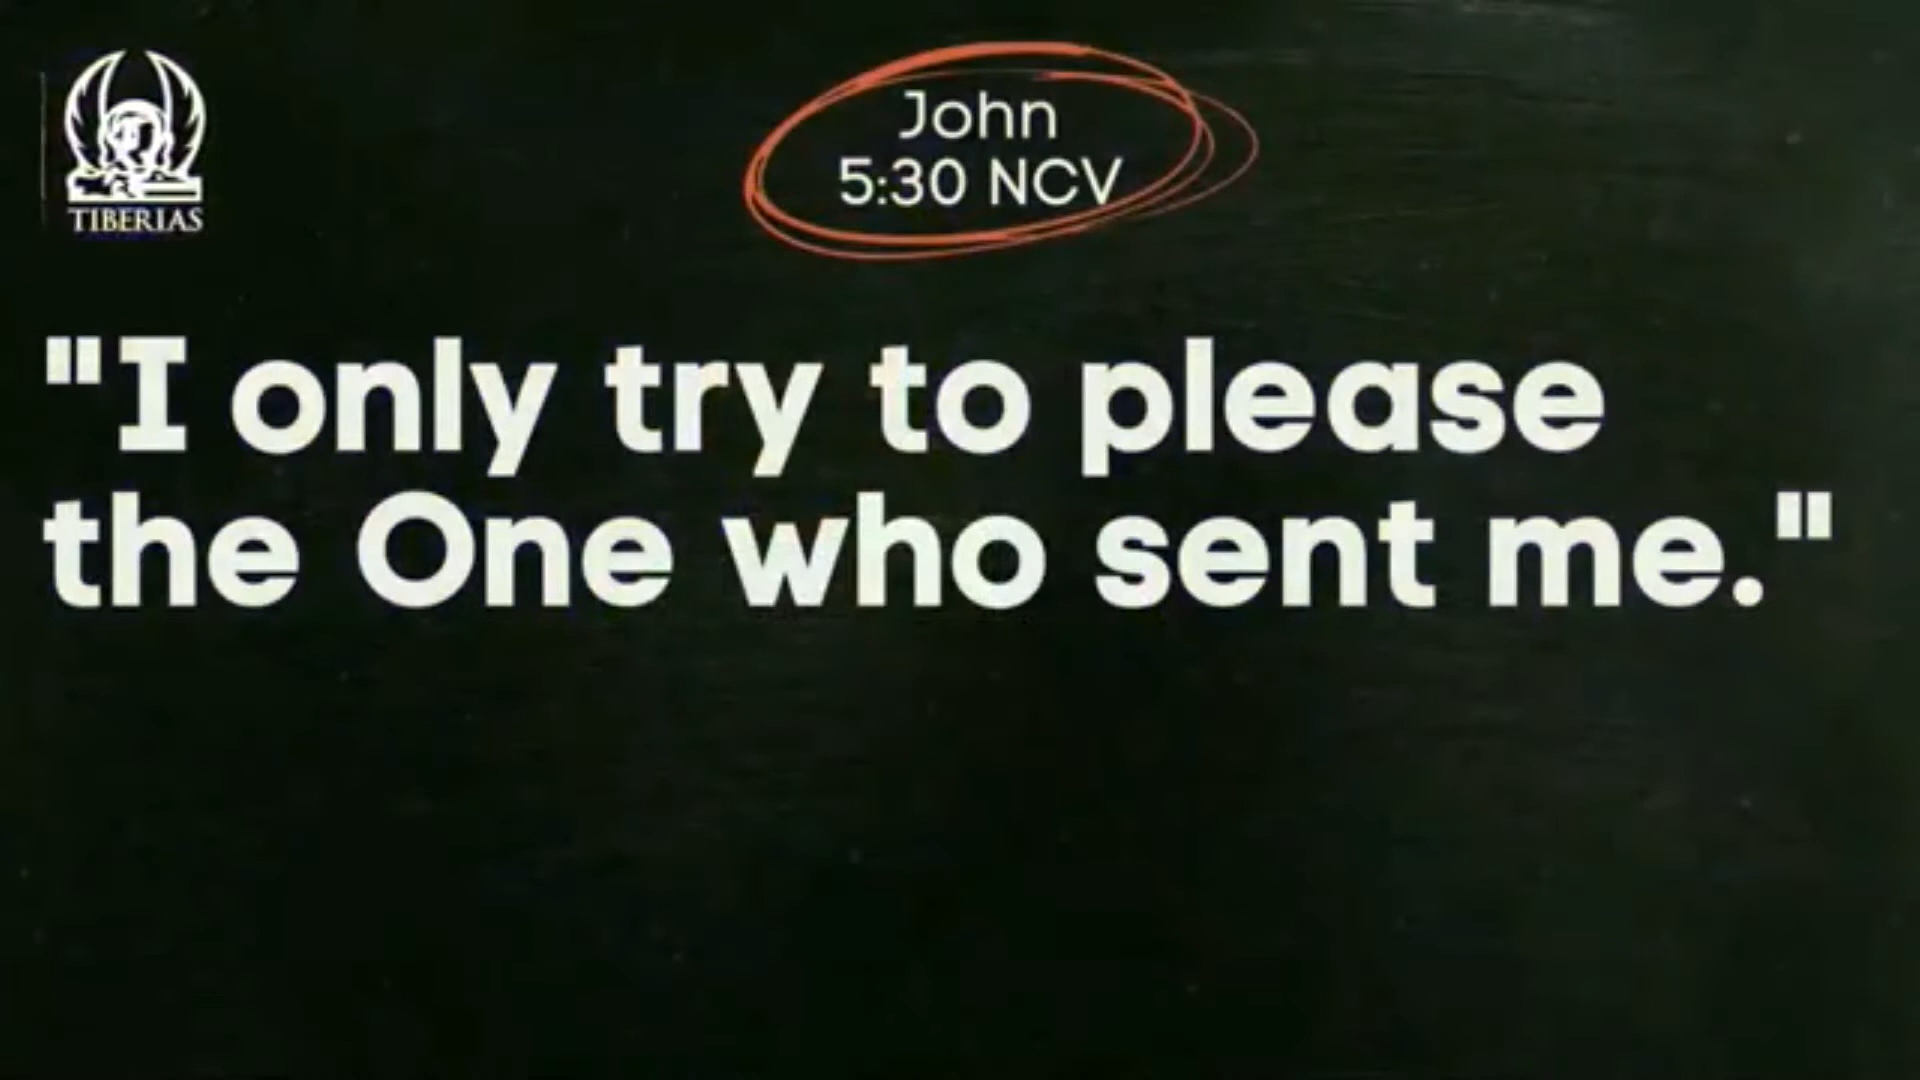 TIBERIAS
John
5:30 NCV
"I only try to please
the One who sent me."